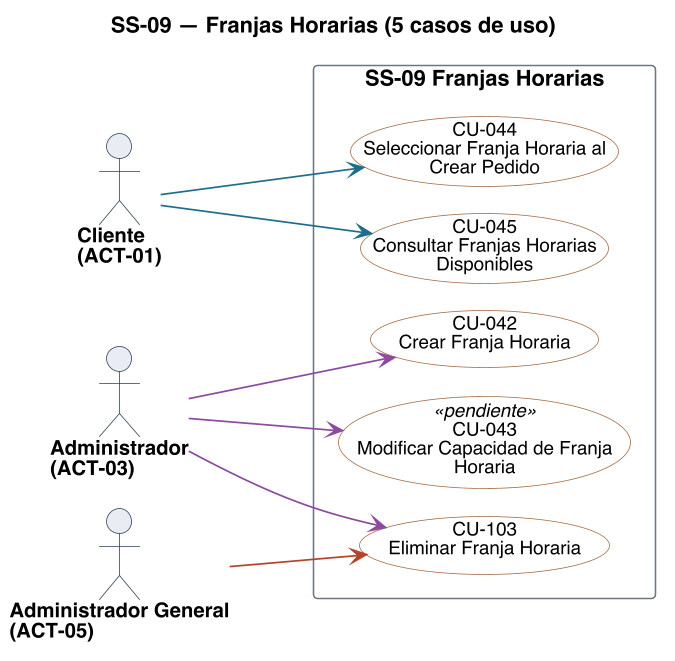 SS-09 — Franjas Horarias (5 casos de uso)
SS-09 Franjas Horarias
CU-044
Seleccionar Franja Horaria al
Crear Pedido
Cliente
(ACT-01)
CU-045
Consultar Franjas Horarias
Disponibles
CU-042
Crear Franja Horaria
«pendiente»
CU-043
Modificar Capacidad de Franja
Horaria
Administrador
(ACT-03)
CU-103
Eliminar Franja Horaria
Administrador General
(ACT-05)